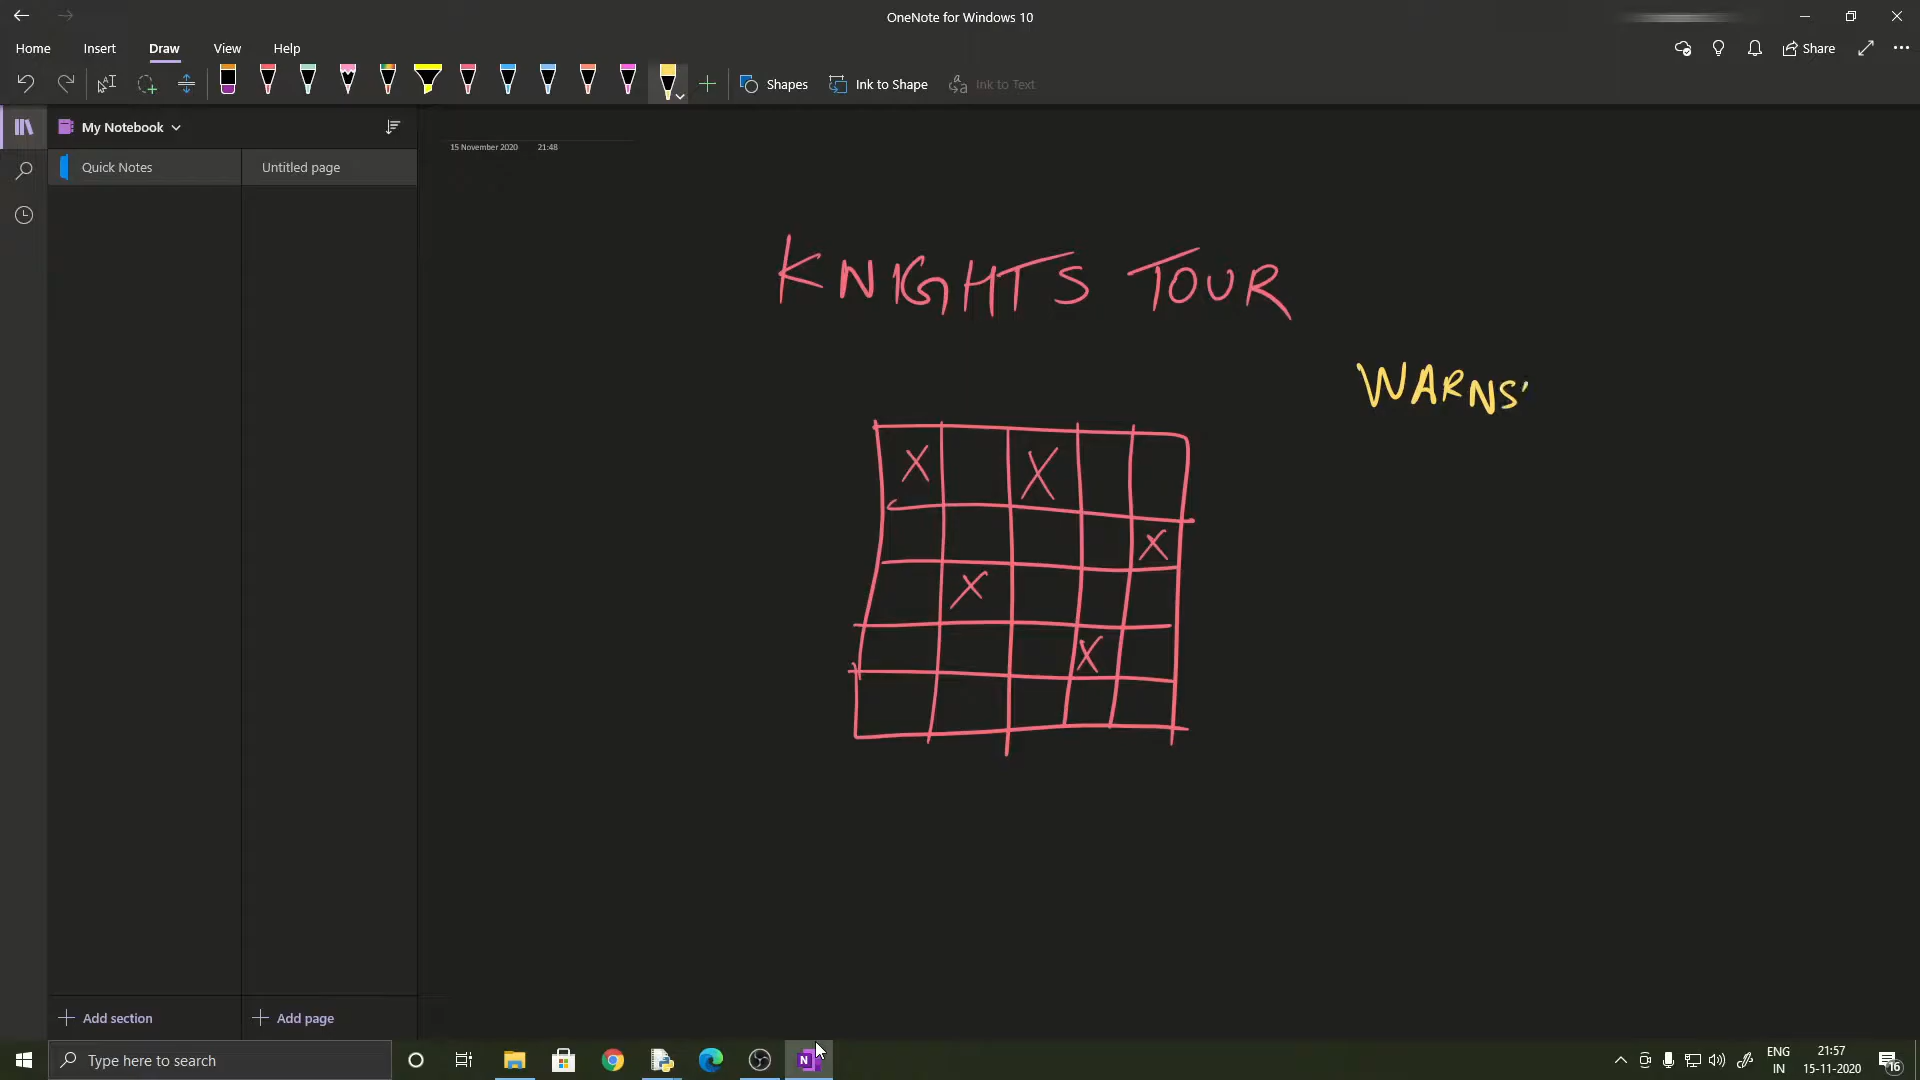 OneNote for Windows 10
Home Insert Draw View Help
Share
Shapes Ink to Shape Ink to Text
My Notebook
Quick Notes Untitled page
15 November 2020 21:48
KNIGHTS TOUR
WARNS'
X X
X
X
X
Add section Add page
Type here to search
N
ENG 21:57
IN 15-11-2020 16